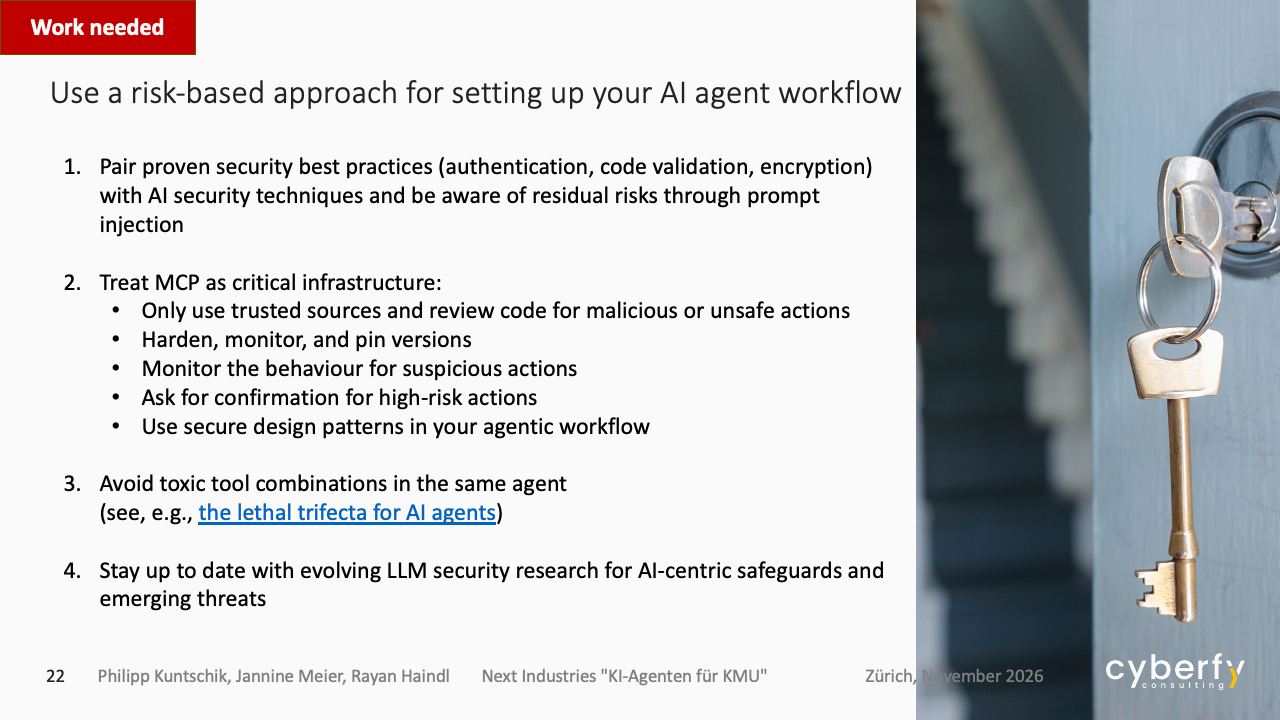 Work needed
Use a risk-based approach for setting up your AI agent workflow
1. Pair proven security best practices (authentication, code validation, encryption)
with AI security techniques and be aware of residual risks through prompt
injection
2. Treat MCP as critical infrastructure:
• Only use trusted sources and review code for malicious or unsafe actions
• Harden, monitor, and pin versions
• Monitor the behaviour for suspicious actions
• Ask for confirmation for high-risk actions
• Use secure design patterns in your agentic workflow
3. Avoid toxic tool combinations in the same agent
(see, e.g., the lethal trifecta for AI agents)
4. Stay up to date with evolving LLM security research for AI-centric safeguards and
emerging threats
22 Philipp Kuntschik, Jannine Meier, Rayan Haindl Next Industries "KI-Agenten für KMU" Zürich, November 2026
cyberfy
consulting